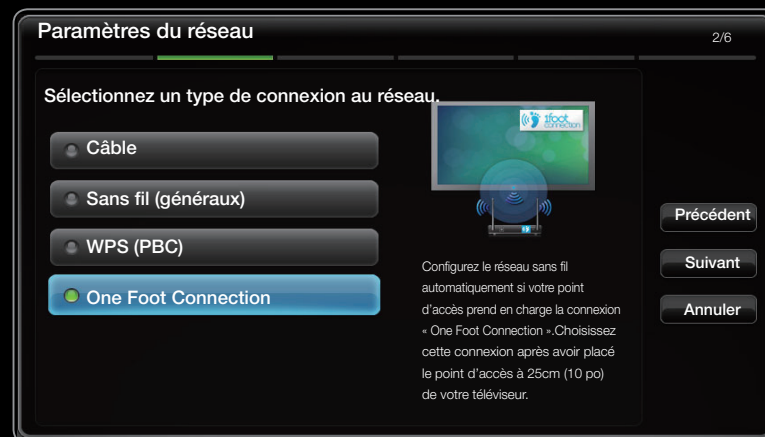 Paramètres du réseau
2/6
Sélectionnez un type de connexion au réseau.
Câble
Sans fil (généraux)
WPS (PBC)
One Foot Connection
1foot
connection
Configurez le réseau sans fil
automatiquement si votre point
d'accès prend en charge la connexion
« One Foot Connection ».Choisissez
cette connexion après avoir placé
le point d'accès à 25cm (10 po)
de votre téléviseur.
Précédent
Suivant
Annuler